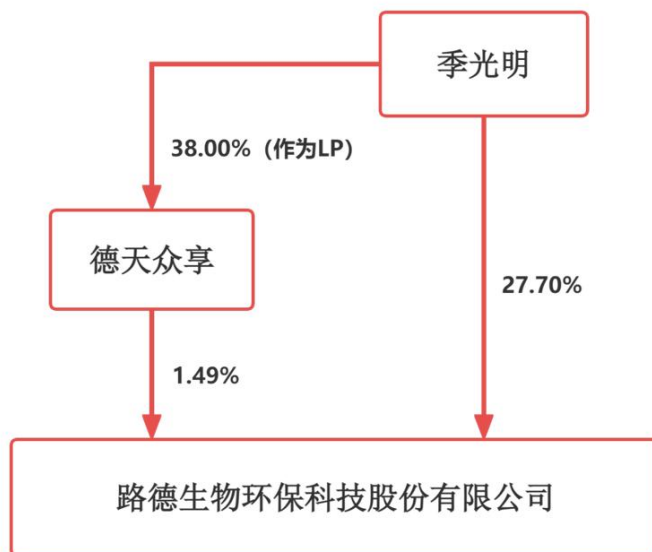 季光明
38.00%（作为LP）
德天众享
27.70%
1.49%
路德生物环保科技股份有限公司